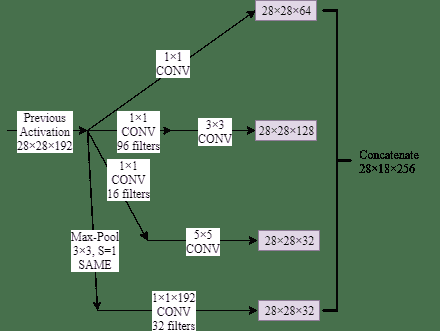 28×28×64
1×1
CONV
Previous
Activation
28×28×192
1×1
CONV
96 filters
3×3
CONV
28×28×128
Concatenate
28×18×256
1×1
CONV
16 filters
Max-Pool
3×3, S=1
SAME
5×5
CONV
28×28×32
1×1×192
CONV
32 filters
28×28×32